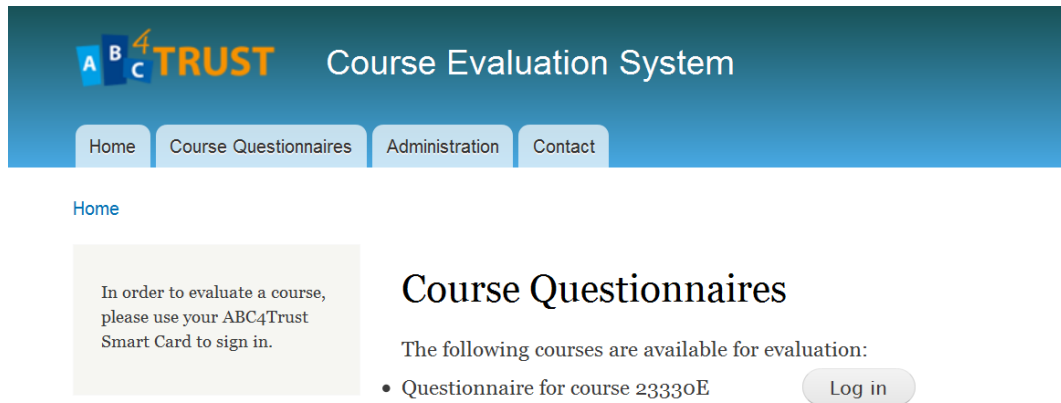 ABC4TRUST Course Evaluation System
Home Course Questionnaires Administration Contact
Home
In order to evaluate a course,
please use your ABC4Trust
Smart Card to sign in.
Course Questionnaires
The following courses are available for evaluation:
• Questionnaire for course 23330E Log in